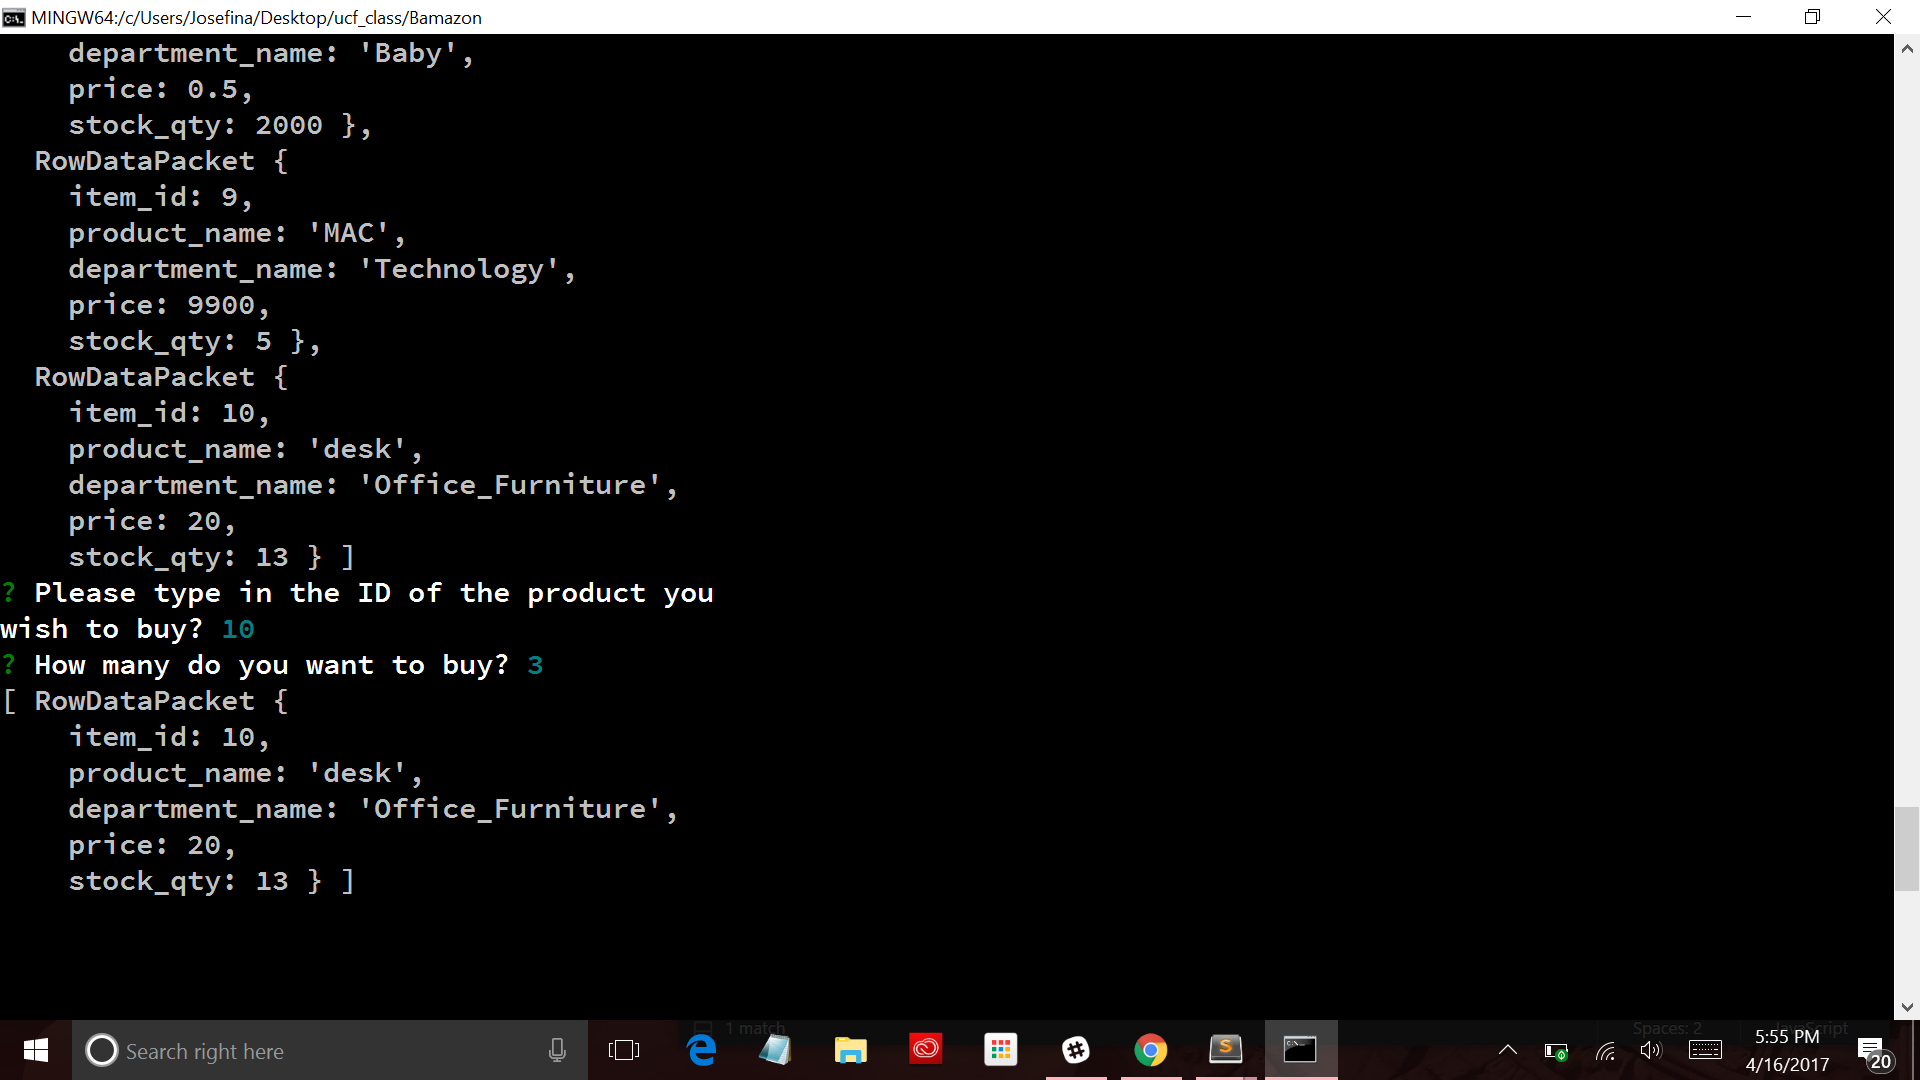 MINGW64:/c/Users/Josefina/Desktop/ucf_class/Bamazon
    department_name: 'Baby',
    price: 0.5,
    stock_qty: 2000 },
  RowDataPacket {
    item_id: 9,
    product_name: 'MAC',
    department_name: 'Technology',
    price: 9900,
    stock_qty: 5 },
  RowDataPacket {
    item_id: 10,
    product_name: 'desk',
    department_name: 'Office_Furniture',
    price: 20,
    stock_qty: 13 } ]
? Please type in the ID of the product you
wish to buy? 10
? How many do you want to buy? 3
[ RowDataPacket {
    item_id: 10,
    product_name: 'desk',
    department_name: 'Office_Furniture',
    price: 20,
    stock_qty: 13 } ]
1 match
Spaces: 2
JavaScript
Search right here
5:55 PM
4/16/2017
20